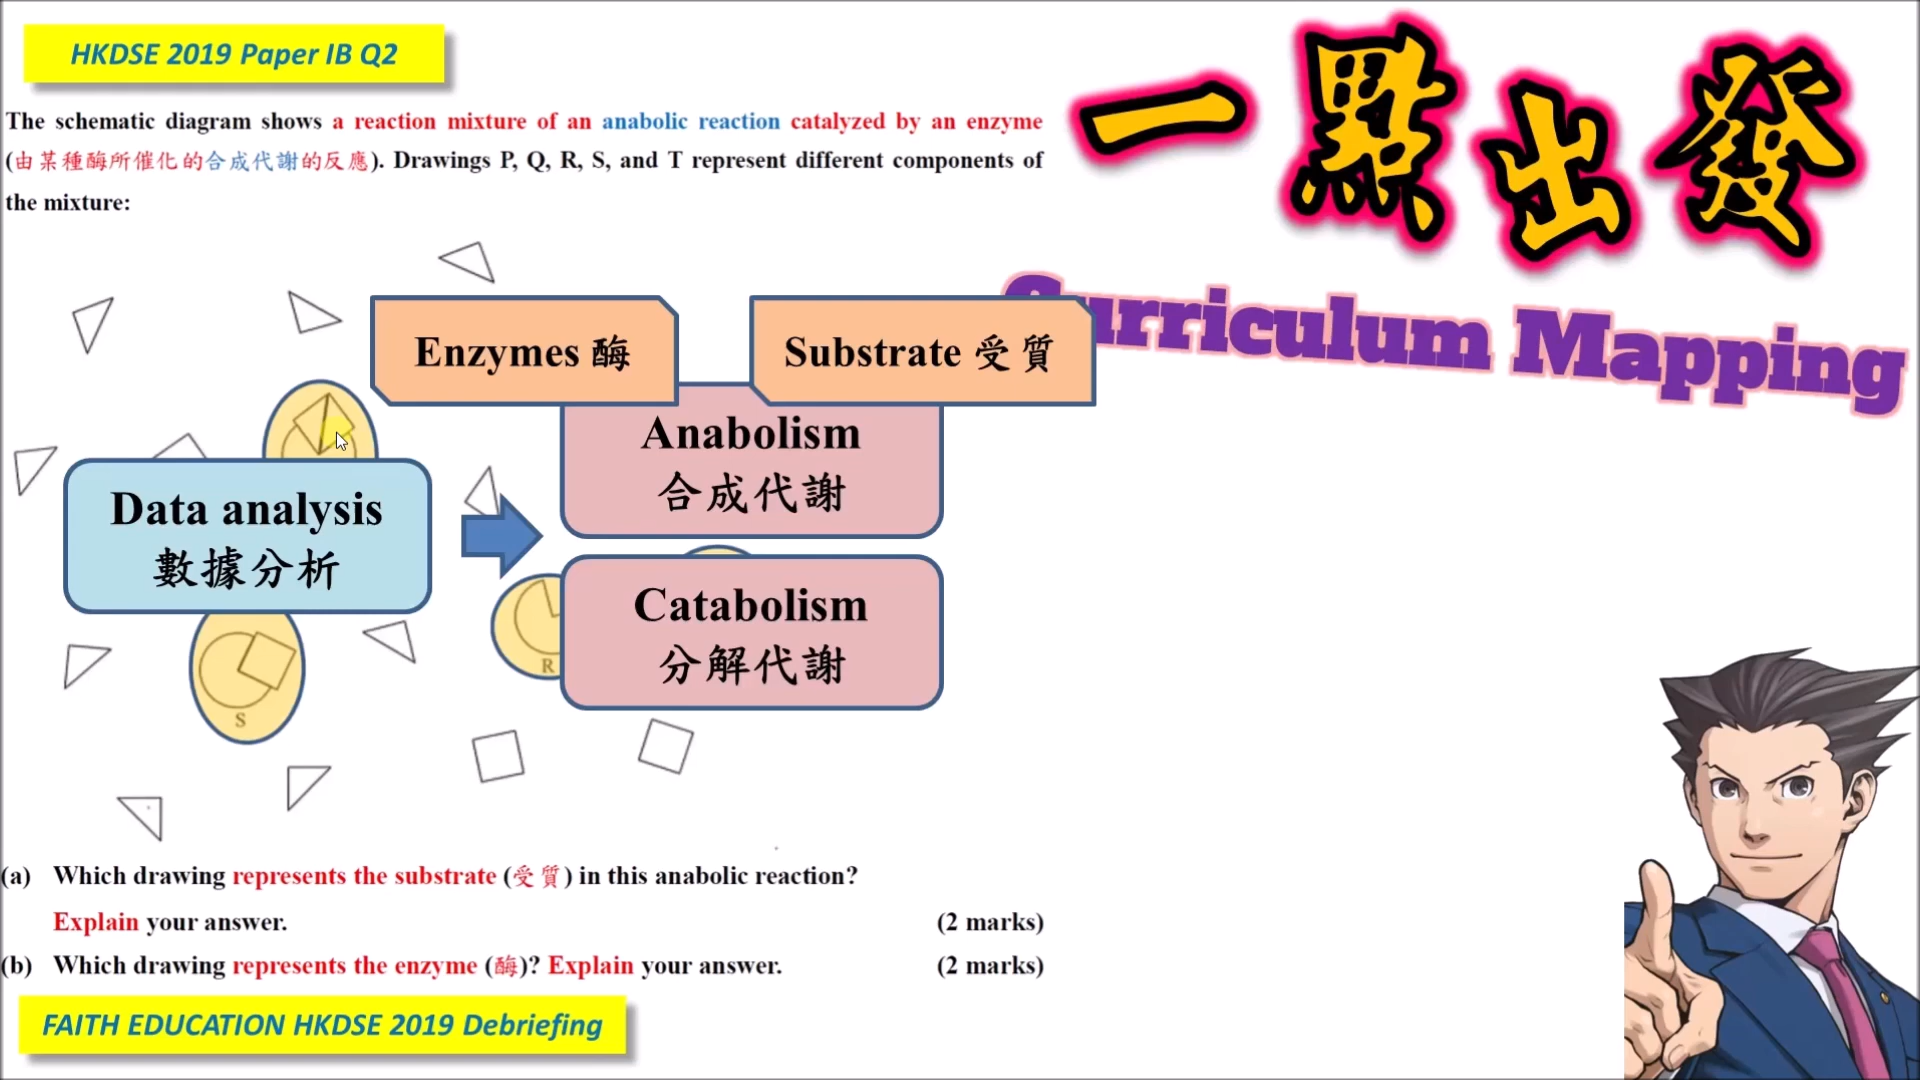 HKDSE 2019 Paper IB Q2
一點出發
The schematic diagram shows a reaction mixture of an anabolic reaction catalyzed by an enzyme
(由某種酶所催化的合成代謝的反應). Drawings P, Q, R, S, and T represent different components of
the mixture:
Curriculum Mapping
Enzymes 酶
Substrate 受質
Anabolism
合成代謝
Data analysis
數據分析
Catabolism
分解代謝
R
S
(a) Which drawing represents the substrate (受質) in this anabolic reaction?
Explain your answer. (2 marks)
(b) Which drawing represents the enzyme (酶)? Explain your answer. (2 marks)
FAITH EDUCATION HKDSE 2019 Debriefing